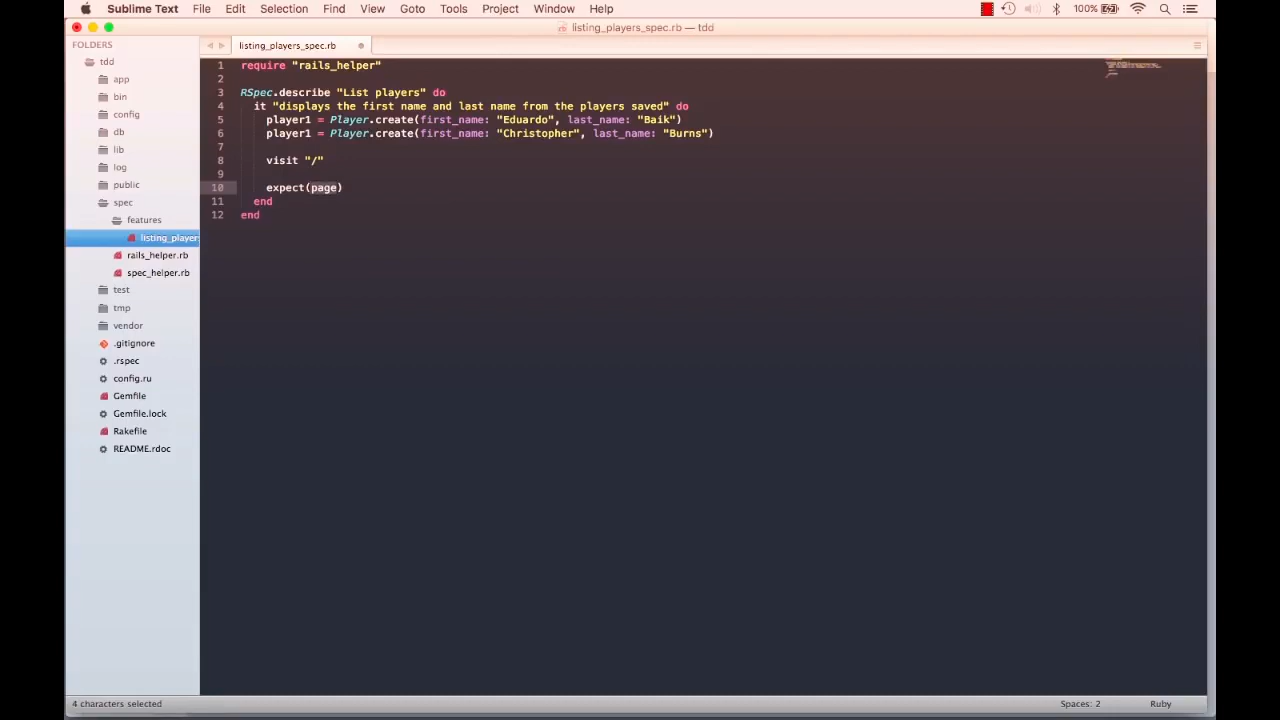 Sublime Text File Edit Selection Find View Goto Tools Project Window Help 100%
listing_players_spec.rb — tdd
FOLDERS
tdd
app
bin
config
db
lib
log
public
spec
features
listing_player
rails_helper.rb
spec_helper.rb
test
tmp
vendor
.gitignore
.rspec
config.ru
Gemfile
Gemfile.lock
Rakefile
README.rdoc
listing_players_spec.rb
1 require "rails_helper"
2
3 RSpec.describe "List players" do
4 it "displays the first name and last name from the players saved" do
5 player1 = Player.create(first_name: "Eduardo", last_name: "Baik")
6 player1 = Player.create(first_name: "Christopher", last_name: "Burns")
7
8 visit "/"
9
10 expect(page)
11 end
12 end
4 characters selected Spaces: 2 Ruby